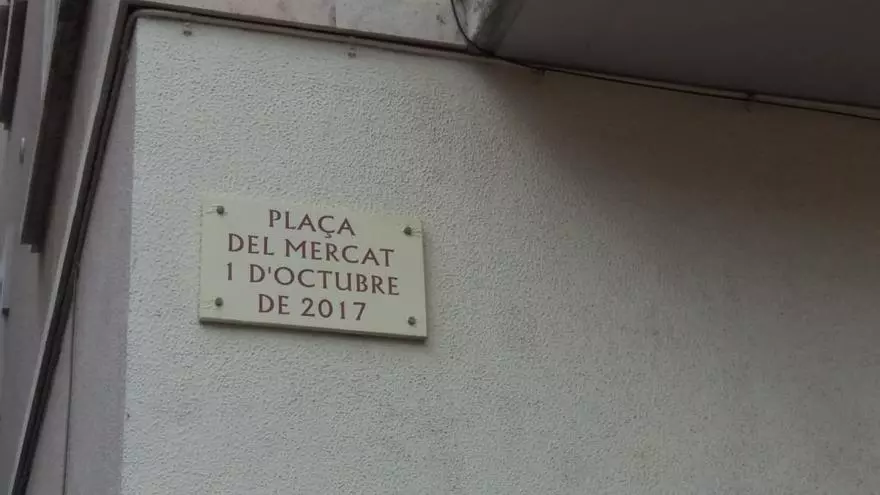 PLAÇA
DEL MERCAT
1 D'OCTUBRE
DE 2017